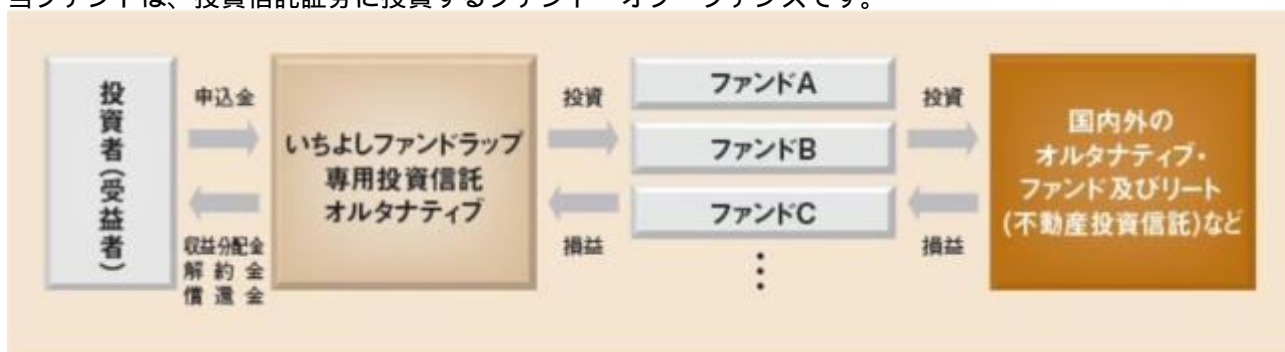 当ファンドは、投資信託証券に投資するファンド・オブ・ファンズです。
投資者(受益者)
申込金
収益分配金
解約金
償還金
いちよしファンドラップ
専用投資信託
オルタナティブ
投資
損益
ファンドA
ファンドB
ファンドC
⋮
投資
損益
国内外の
オルタナティブ・
ファンド及びリート
(不動産投資信託)など